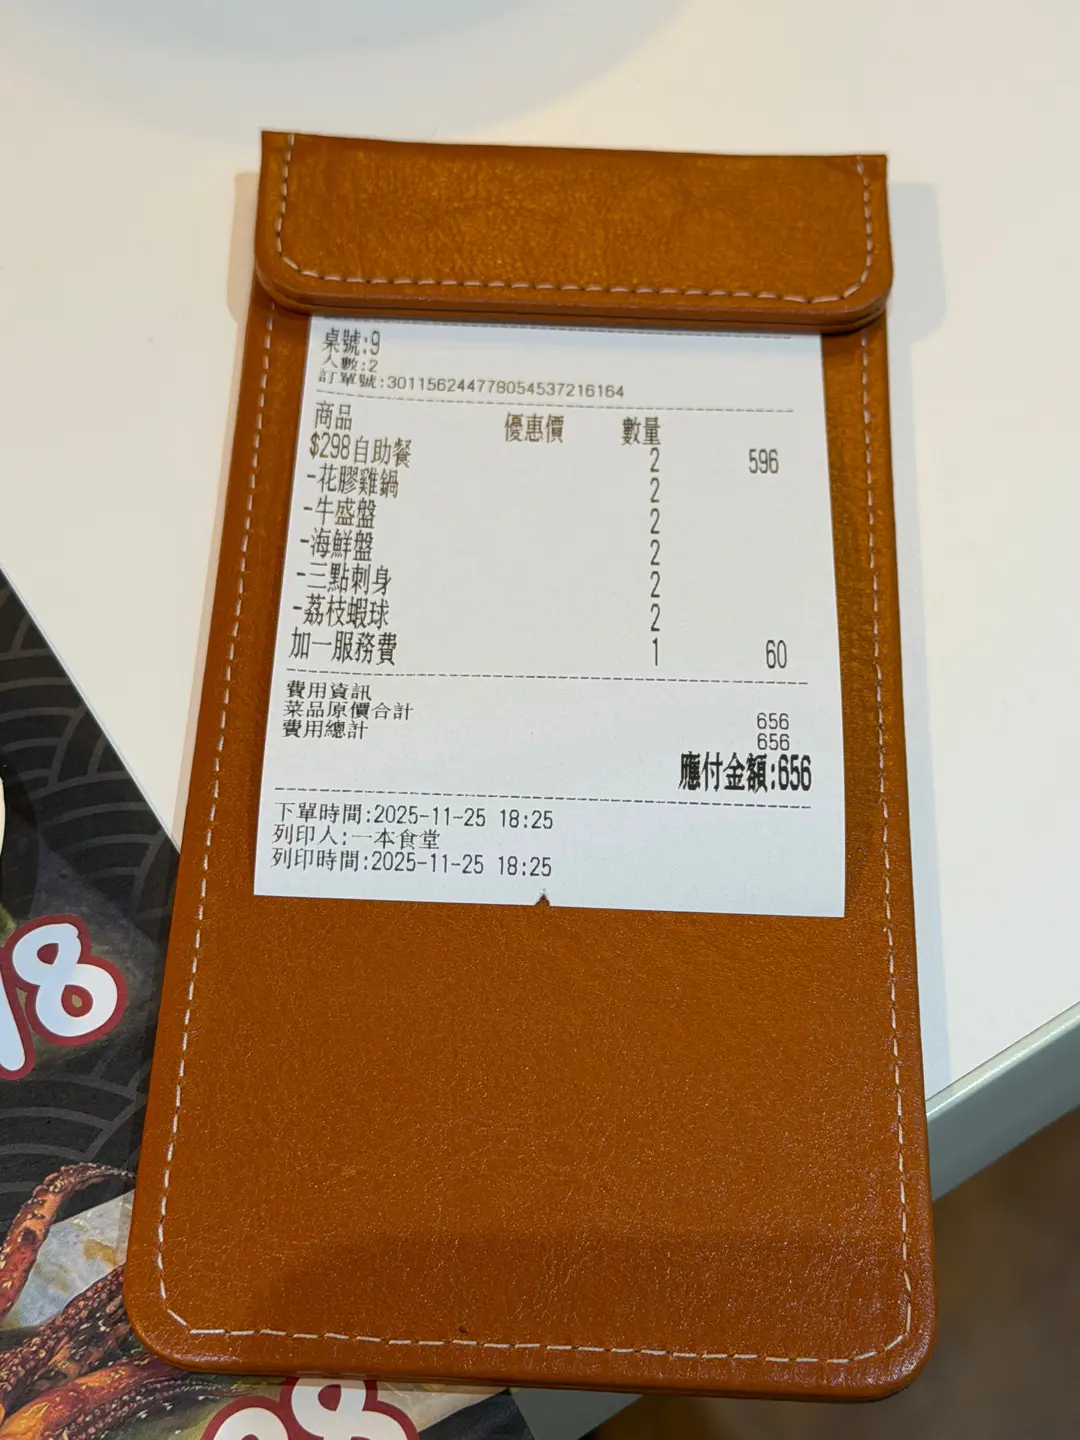 桌號:9
人數:2
訂單號:301156244778054537216164
商品 優惠價 數量
$298自助餐 2 596
-花膠雞鍋 2
-牛盛盤 2
-海鮮盤 2
-三點刺身 2
-荔枝蝦球 2
加一服務費 1 60
費用資訊
菜品原價合計 656
費用總計 656
應付金額:656
下單時間:2025-11-25 18:25
列印人:一本食堂
列印時間:2025-11-25 18:25
8
98